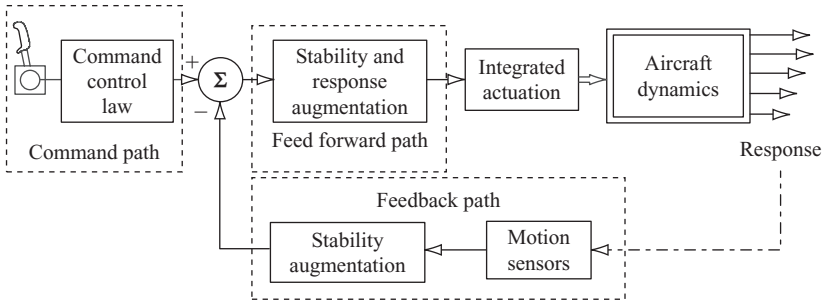 Command
control
law
Command path
+
Σ
−
Stability and
response
augmentation
Feed forward path
Integrated
actuation
Aircraft
dynamics
Response
Feedback path
Stability
augmentation
Motion
sensors